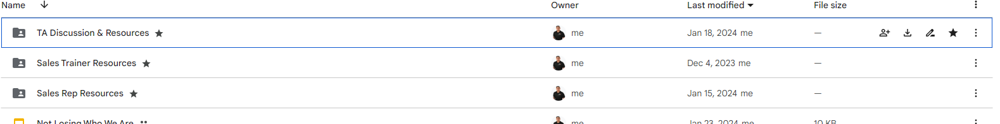 Name Owner Last modified File size
TA Discussion & Resources me Jan 18, 2024 me —
Sales Trainer Resources me Dec 4, 2023 me —
Sales Rep Resources me Jan 15, 2024 me —
Not Losing Who We Are me Jan 23, 2024 me 10 KB